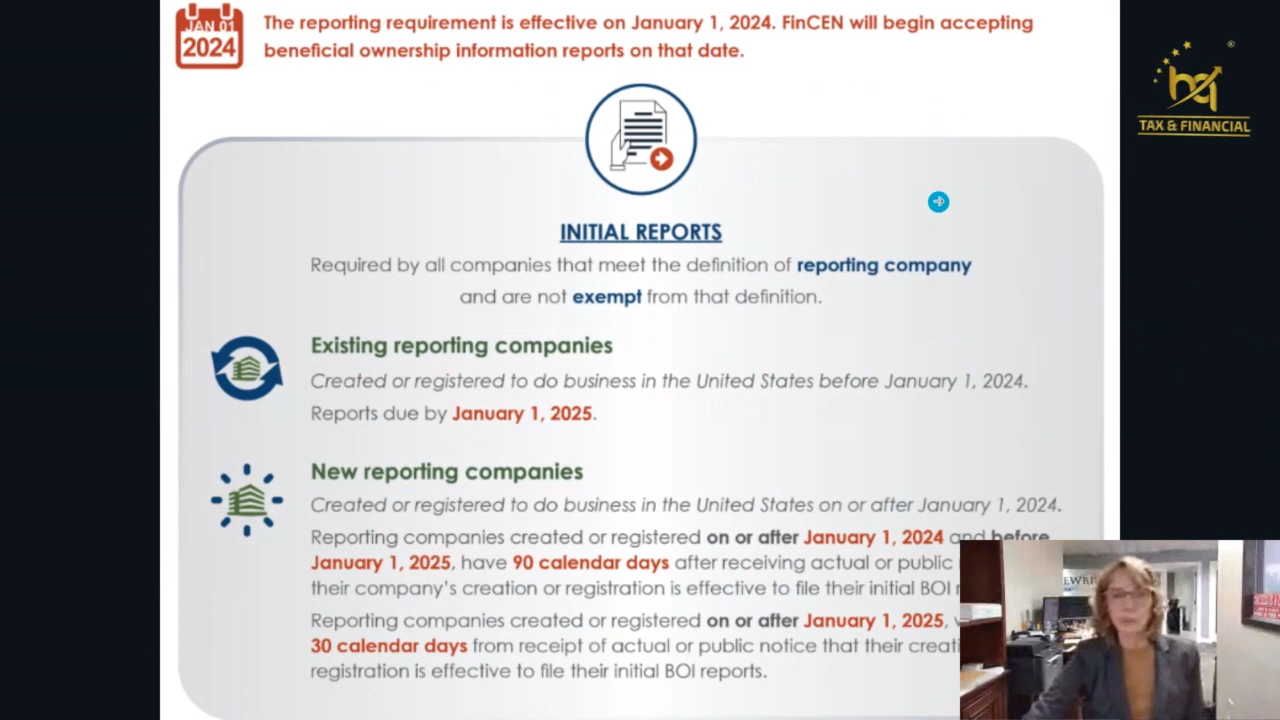 JAN 01
2024
The reporting requirement is effective on January 1, 2024. FinCEN will begin accepting
beneficial ownership information reports on that date.
TAX & FINANCIAL
INITIAL REPORTS
Required by all companies that meet the definition of reporting company
and are not exempt from that definition.
Existing reporting companies
Created or registered to do business in the United States before January 1, 2024.
Reports due by January 1, 2025.
New reporting companies
Created or registered to do business in the United States on or after January 1, 2024.
Reporting companies created or registered on or after January 1, 2024 and before
January 1, 2025, have 90 calendar days after receiving actual or public
their company's creation or registration is effective to file their initial BOI
Reporting companies created or registered on or after January 1, 2025,
30 calendar days from receipt of actual or public notice that their creati
registration is effective to file their initial BOI reports.